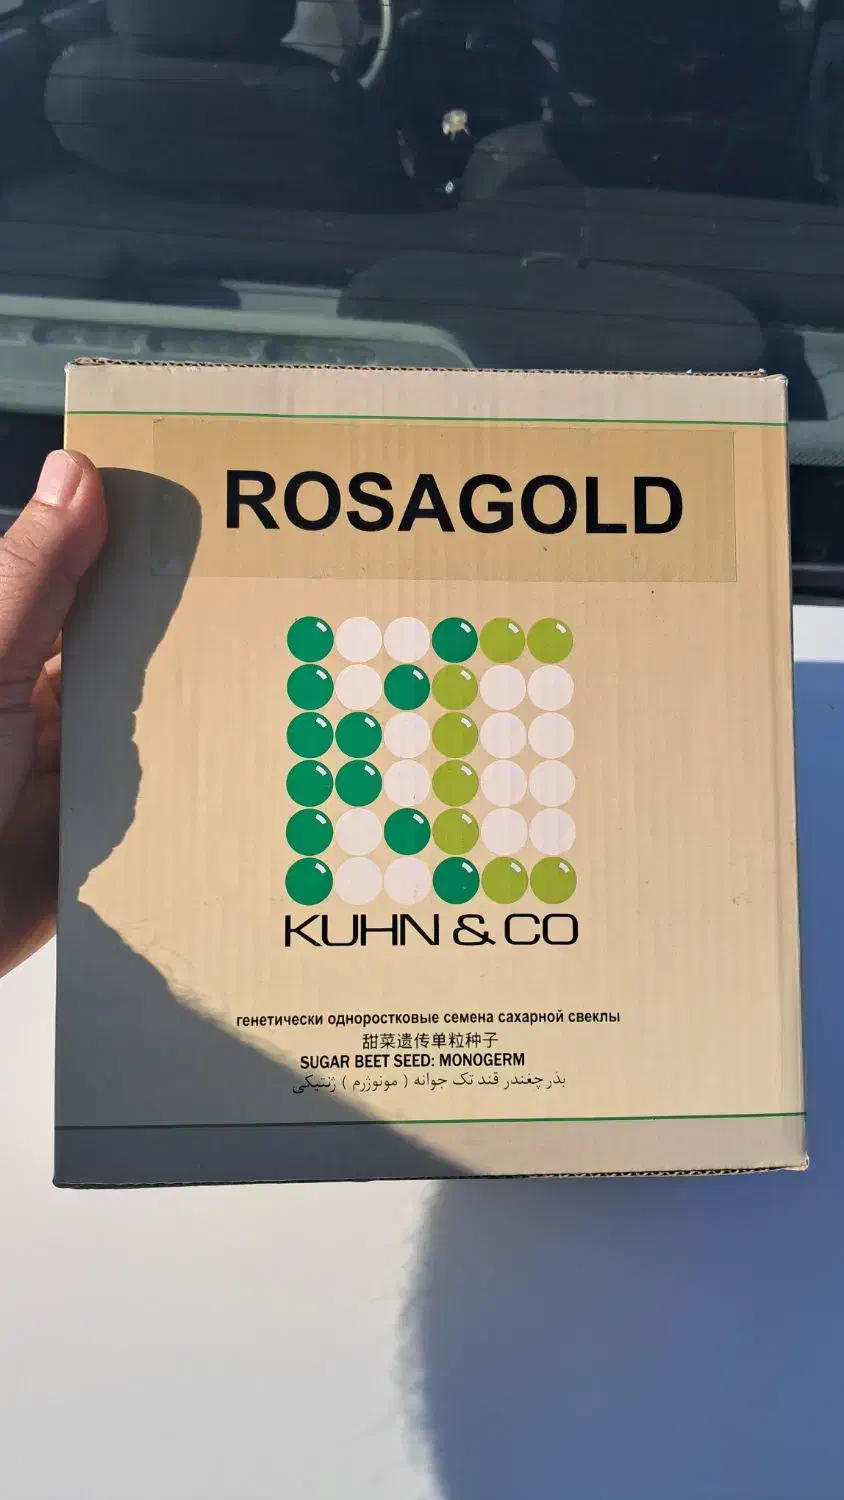 ROSAGOLD
KUHN & CO
генетически одноростковые семена сахарной свеклы
甜菜遗传单粒种子
SUGAR BEET SEED: MONOGERM
بذر چغندر قند تک جوانه ( مونوژرم ) ژنتیکی